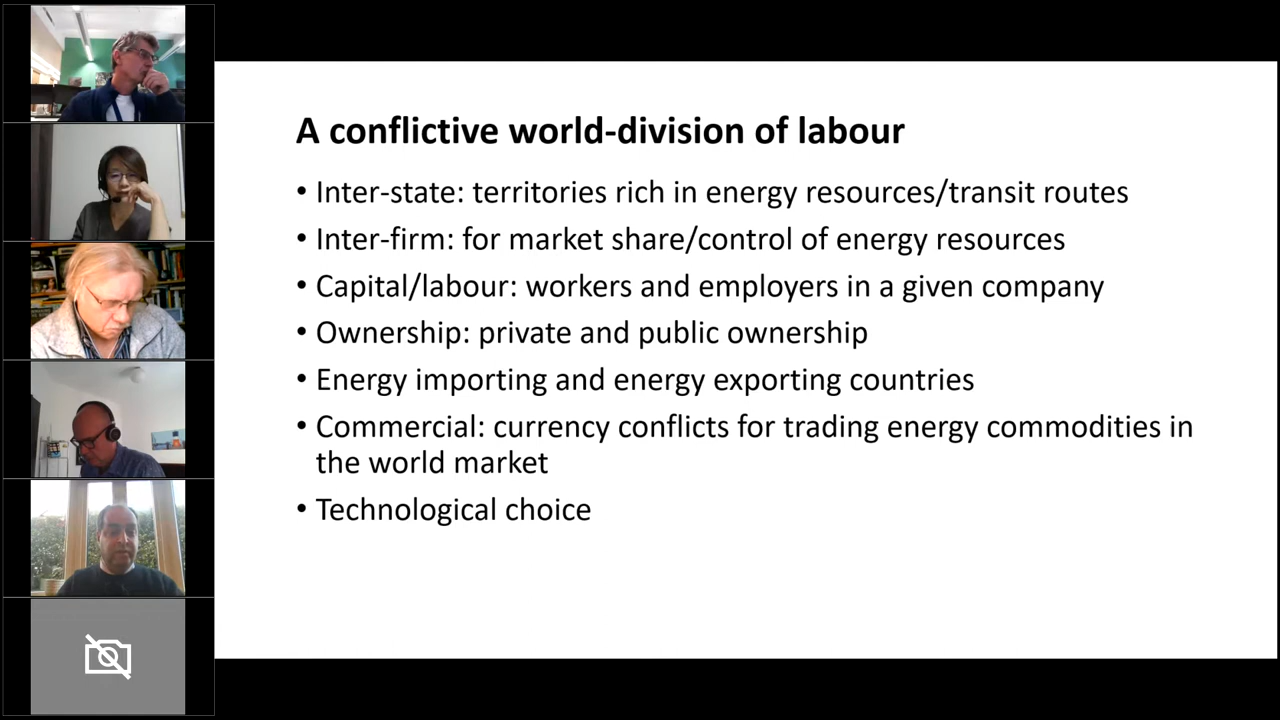 A conflictive world-division of labour
• Inter-state: territories rich in energy resources/transit routes
• Inter-firm: for market share/control of energy resources
• Capital/labour: workers and employers in a given company
• Ownership: private and public ownership
• Energy importing and energy exporting countries
• Commercial: currency conflicts for trading energy commodities in
the world market
• Technological choice